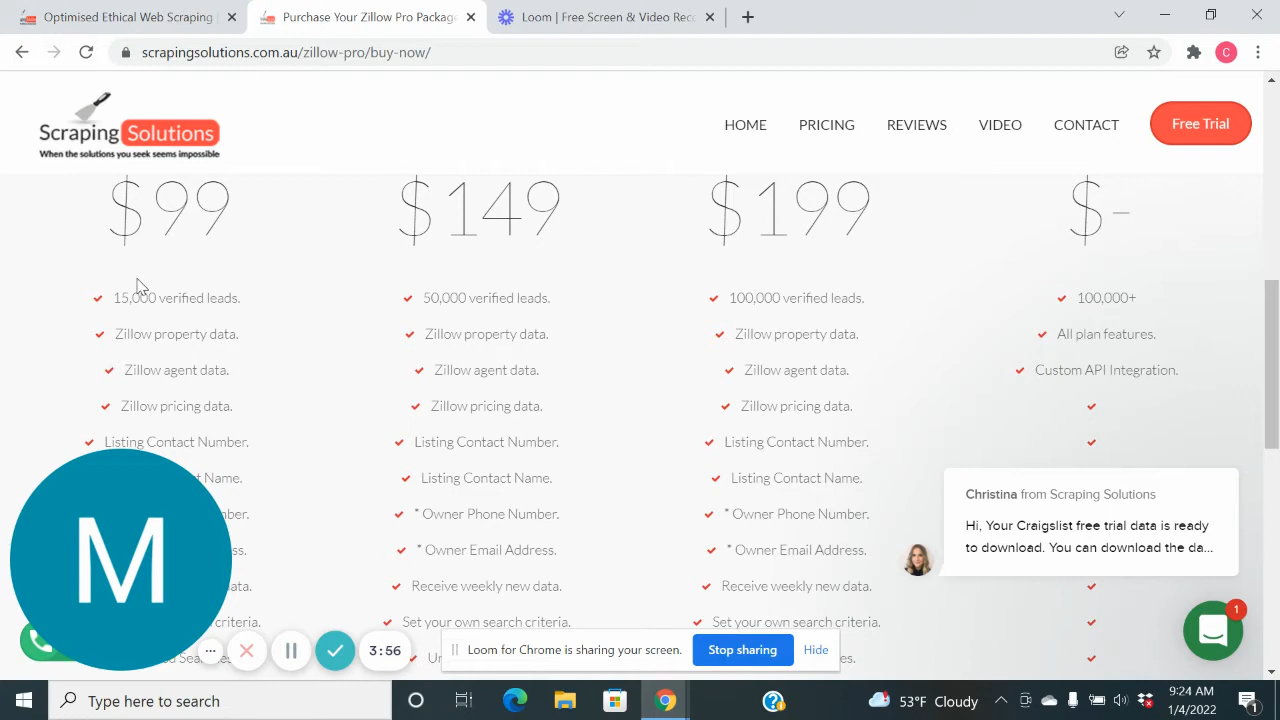 Optimised Ethical Web Scraping
Purchase Your Zillow Pro Package
Loom | Free Screen & Video Reco
scrapingsolutions.com.au/zillow-pro/buy-now/
C
Scraping Solutions
When the solutions you seek seems impossible
HOME
PRICING
REVIEWS
VIDEO
CONTACT
Free Trial
$99
15,000 verified leads.
Zillow property data.
Zillow agent data.
Zillow pricing data.
Listing Contact Number.
t Name.
mber.
ss.
ata.
$149
50,000 verified leads.
Zillow property data.
Zillow agent data.
Zillow pricing data.
Listing Contact Number.
Listing Contact Name.
* Owner Phone Number.
* Owner Email Address.
Receive weekly new data.
Set your own search criteria.
$199
100,000 verified leads.
Zillow property data.
Zillow agent data.
Zillow pricing data.
Listing Contact Number.
Listing Contact Name.
* Owner Phone Number.
* Owner Email Address.
Receive weekly new data.
Set your own search criteria.
$-
100,000+
All plan features.
Custom API Integration.
Christina from Scraping Solutions
Hi, Your Craigslist free trial data is ready
to download. You can download the da...
1
M
3:56
Loom for Chrome is sharing your screen.
Stop sharing
Hide
Type here to search
53°F Cloudy
9:24 AM
1/4/2022
1